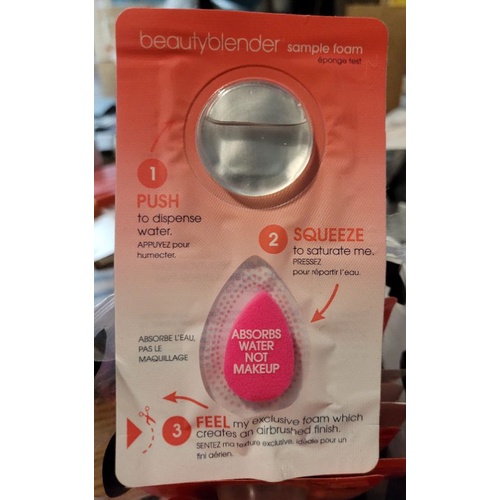 beautyblender sample foam
éponge test
1
PUSH
to dispense
water.
APPUYEZ pour
humecter.
2 SQUEEZE
to saturate me.
PRESSEZ
pour répartir l'eau.
ABSORBE L'EAU,
PAS LE
MAQUILLAGE
ABSORBS
WATER
NOT
MAKEUP
3 FEEL my exclusive foam which
creates an airbrushed finish.
SENTEZ ma texture exclusive, idéale pour un
fini aérien.